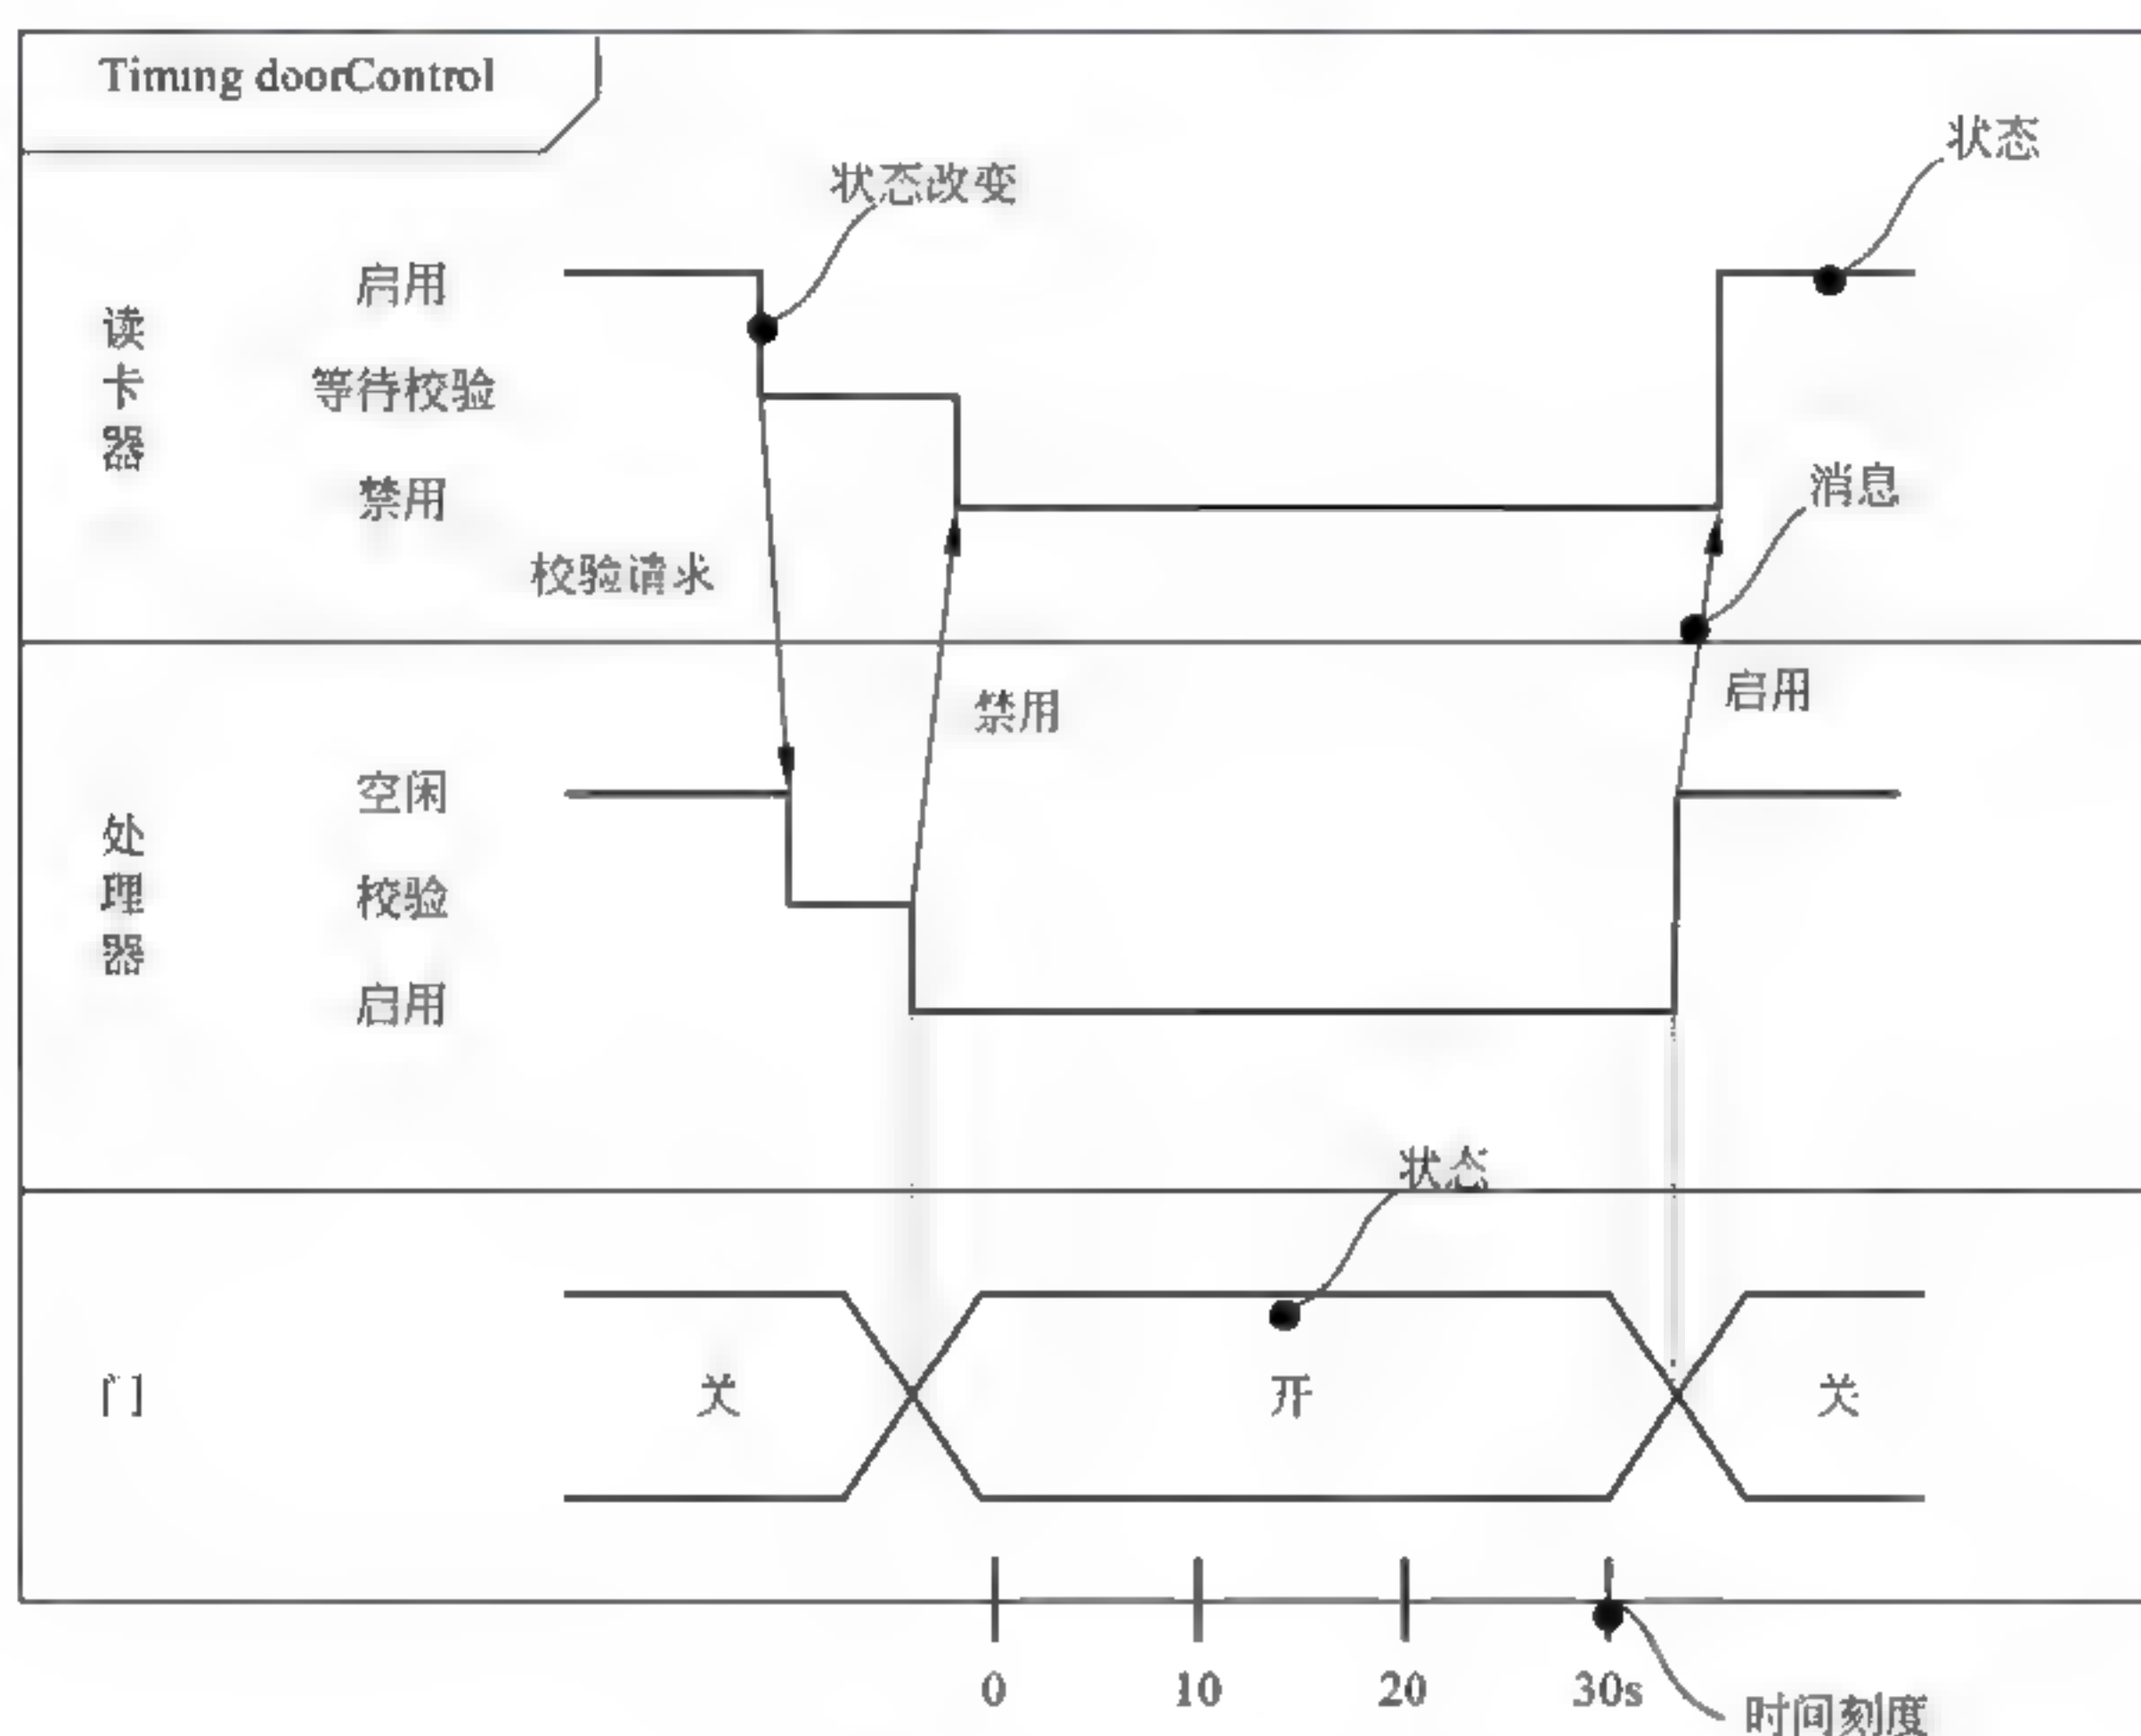 Timing doorControl
状态
状态改变
读卡器
启用
等待校验
禁用
消息
校验请求
禁用
启用
处理器
空闲
校验
启用
状态
门
关
开
关
0 10 20 30s
时间刻度